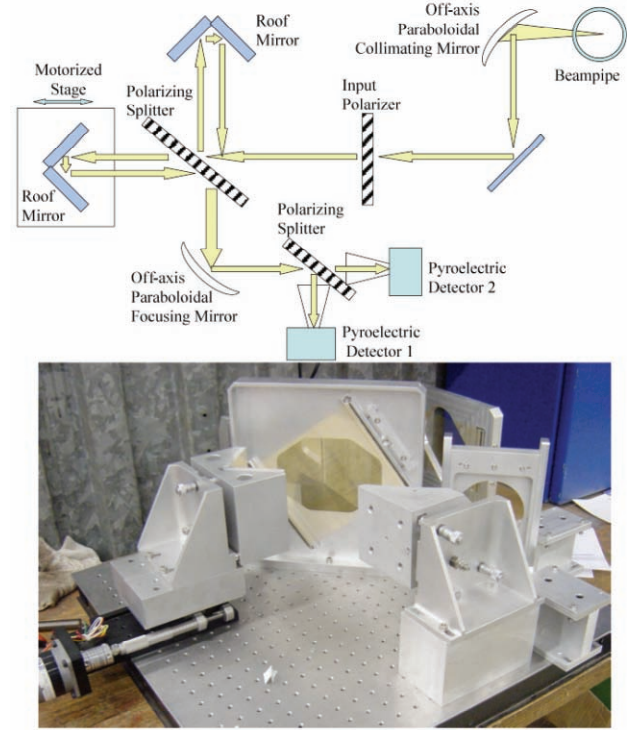 Roof
Mirror
Off-axis
Paraboloidal
Collimating Mirror
Beampipe
Motorized
Stage
Polarizing
Splitter
Input
Polarizer
Roof
Mirror
Polarizing
Splitter
Off-axis
Paraboloidal
Focusing Mirror
Pyroelectric
Detector 2
Pyroelectric
Detector 1